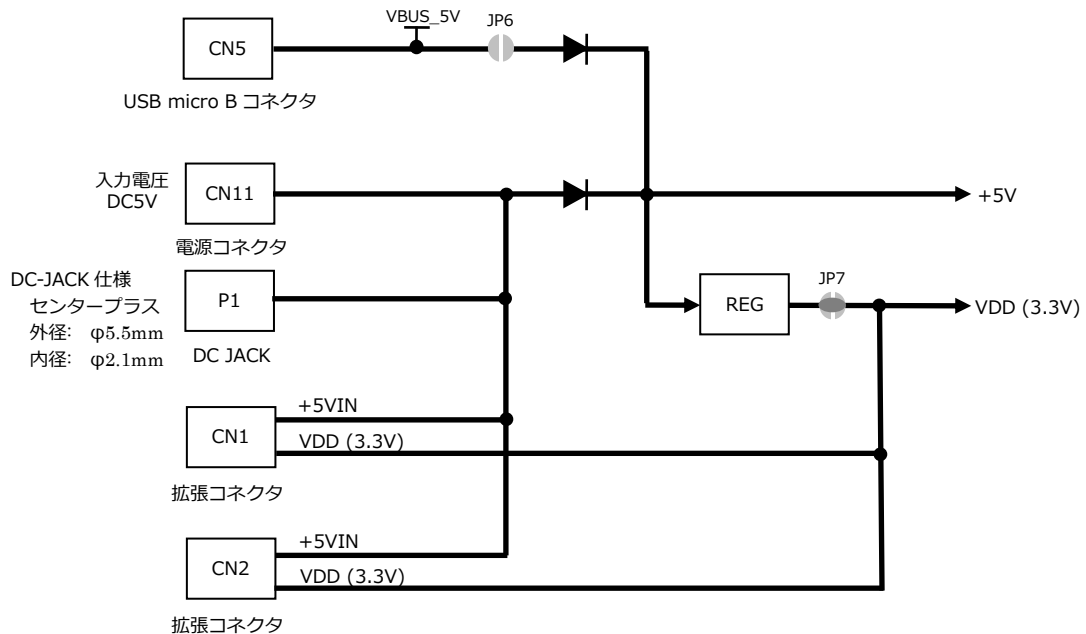 VBUS_5V
JP6
CN5
USB micro B コネクタ
入力電圧
DC5V
CN11
+5V
電源コネクタ
DC-JACK 仕様
センタープラス
外径: φ5.5mm
内径: φ2.1mm
P1
DC JACK
REG
JP7
VDD (3.3V)
+5VIN
CN1
VDD (3.3V)
拡張コネクタ
+5VIN
CN2
VDD (3.3V)
拡張コネクタ